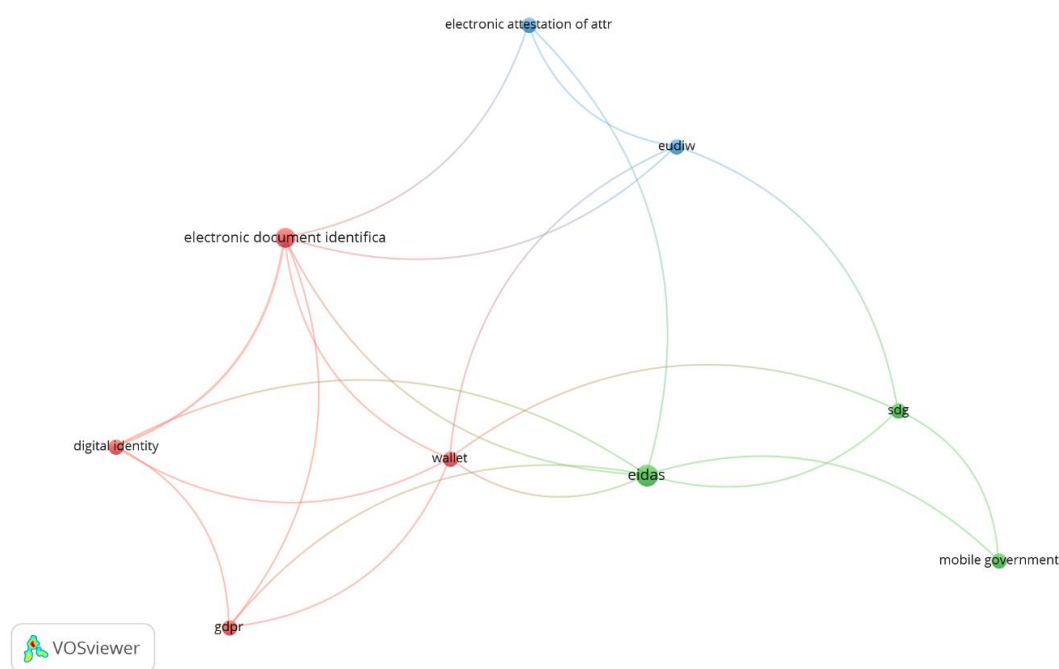 electronic attestation of attr
eudiw
electronic document identifica
sdg
digital identity
wallet
eidas
mobile government
gdpr
VOSviewer